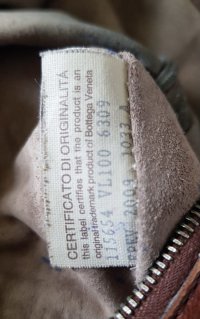 CERTIFICATO DI ORIGINALITÀ
this label certifies that the product is an
original trademark product of Bottega Veneta
115654 VL100 6309